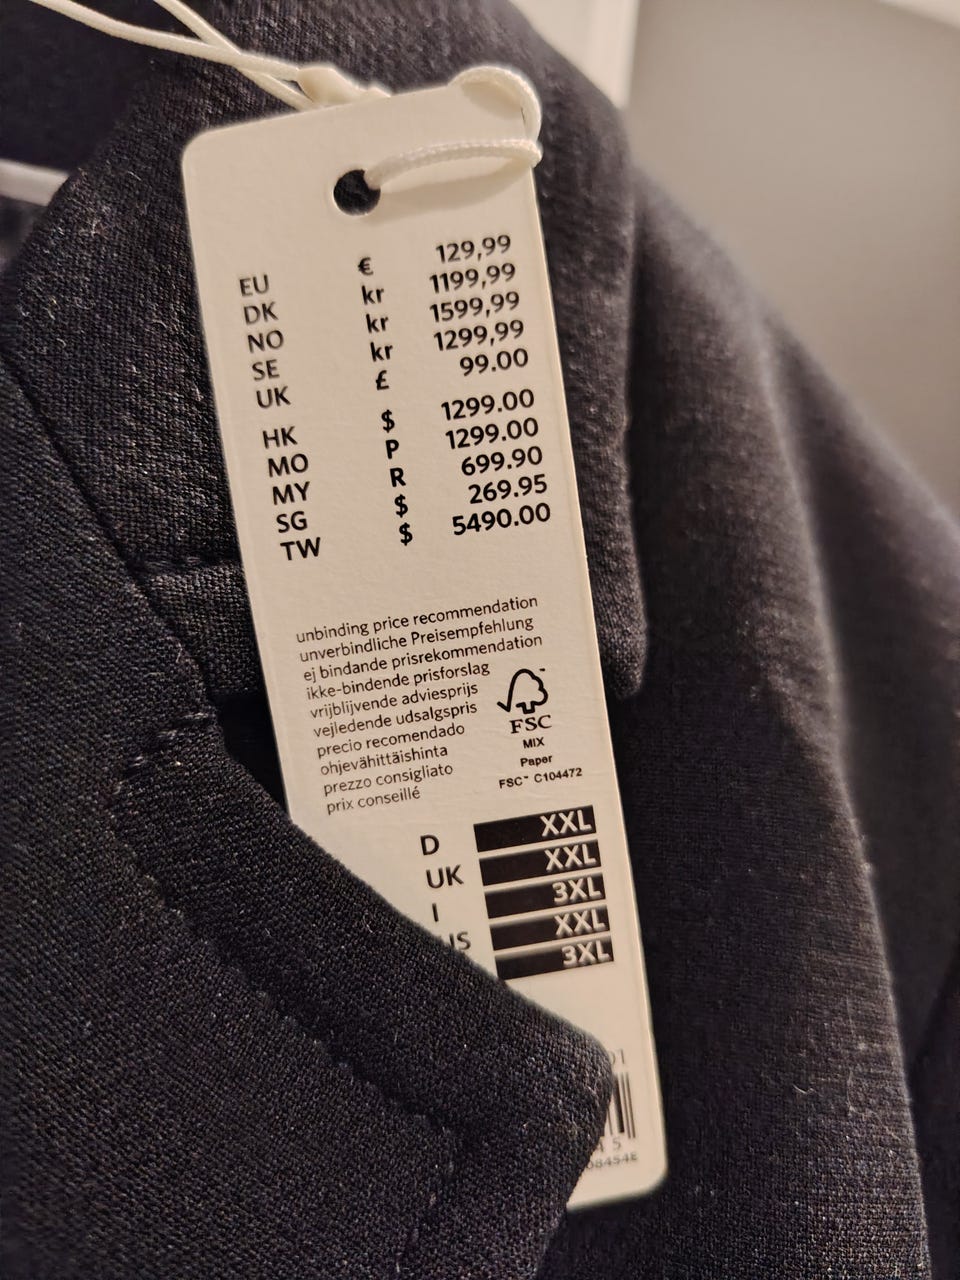 EU € 129,99
DK kr 1199,99
NO kr 1599,99
SE kr 1299,99
UK £ 99.00
HK $ 1299.00
MO P 1299.00
MY R 699.90
SG $ 269.95
TW $ 5490.00
unbinding price recommendation
unverbindliche Preisempfehlung
ej bindande prisrekommendation
ikke-bindende prisforslag
vrijblijvende adviesprijs
vejledende udsalgspris
precio recomendado
ohjevähittäishinta
prezzo consigliato
prix conseillé
FSC
MIX
Paper
FSC™ C104472
D XXL
UK XXL
I 3XL
US XXL
3XL